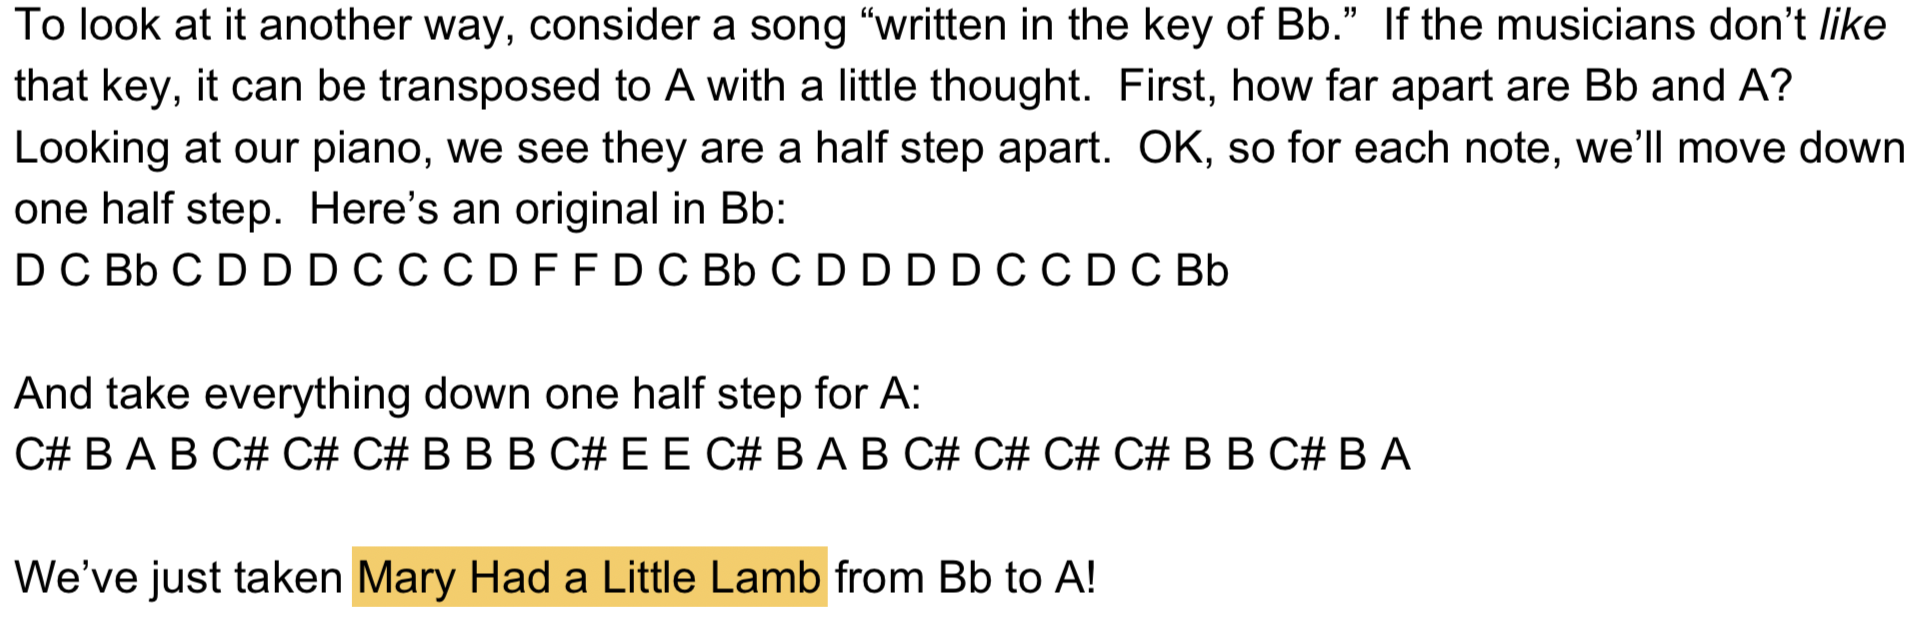 To look at it another way, consider a song “written in the key of Bb.”  If the musicians don’t like
that key, it can be transposed to A with a little thought.  First, how far apart are Bb and A?
Looking at our piano, we see they are a half step apart.  OK, so for each note, we’ll move down
one half step.  Here’s an original in Bb:
D C Bb C D D D C C C D F F D C Bb C D D D D C C D C Bb
And take everything down one half step for A:
C# B A B C# C# C# B B B C# E E C# B A B C# C# C# C# B B C# B A
We’ve just taken Mary Had a Little Lamb from Bb to A!